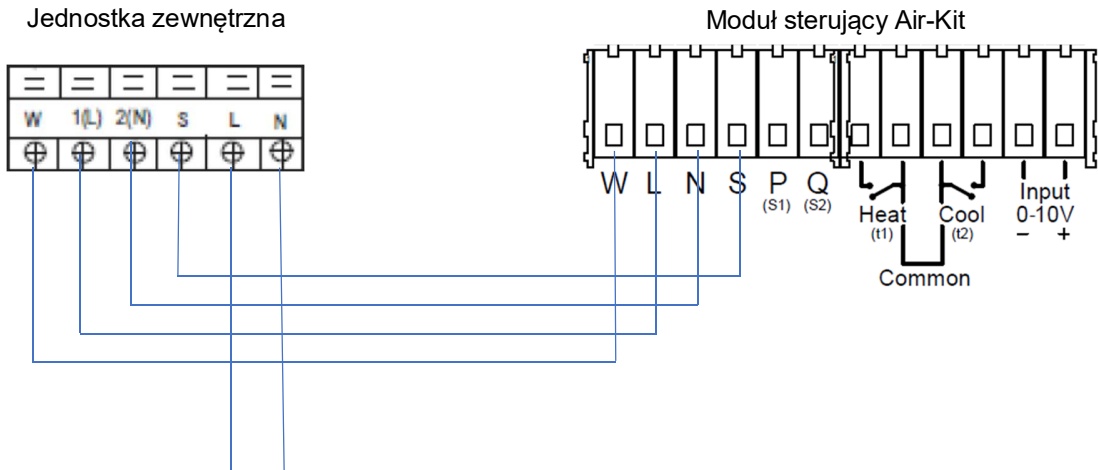 Jednostka zewnętrzna
Moduł sterujący Air-Kit
W 1(L) 2(N) S L N
W L N S P Q
(S1) (S2)
Heat
(t1)
Cool
(t2)
Common
Input
0-10V
– +